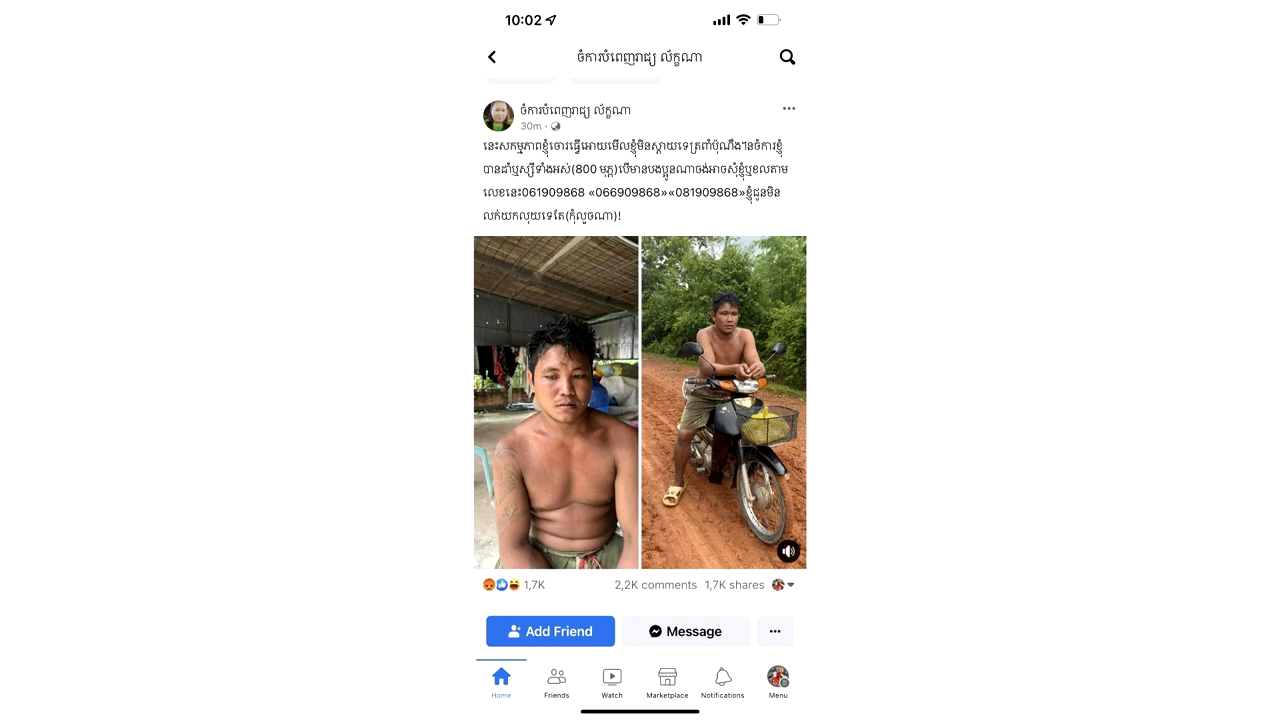 10:02
ចំការបំពេញរាជ្យ ល័ក្ខណា
ចំការបំពេញរាជ្យ ល័ក្ខណា
30m
នេះសកម្មភាពខ្ញុំចោរធ្វើអោយមើលខ្ញុំមិនស្តាយទេត្រពាំប៉ុណឹង។នចំការខ្ញុំ
បានដាំឬស្សីទាំងអស់(800 មុត្ត)បើមានបងប្អូនណាចង់អាចសុំខ្ញុំឬខលតាម
លេខនេះ061909868 «066909868»«081909868»ខ្ញុំជូនមិន
លក់យកលុយទេតែ(កុំលួចណា)!
1,7K
2,2K comments 1,7K shares
Add Friend
Message
Home
Friends
Watch
Marketplace
Notifications
Menu